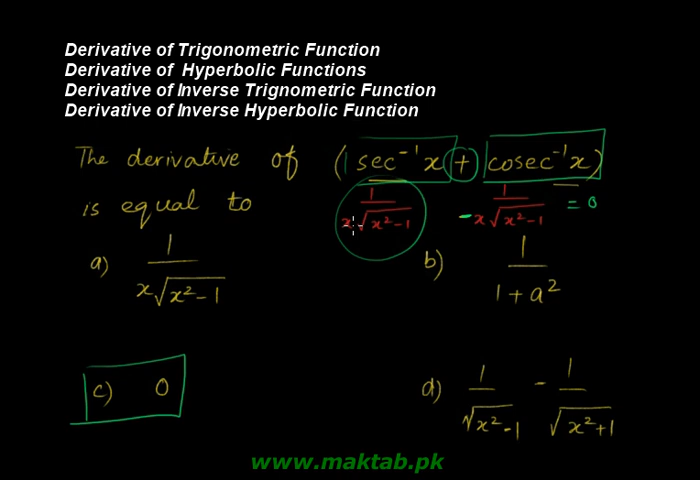 Derivative of Trigonometric Function
Derivative of Hyperbolic Functions
Derivative of Inverse Trignometric Function
Derivative of Inverse Hyperbolic Function
The derivative of (sec⁻¹x + cosec⁻¹x)
is equal to 1/(x√(x²-1)) -1/(x√(x²-1)) = 0
a) 1/(x√(x²-1)) b) 1/(1+a²)
c) 0 d) 1/√(x²-1) - 1/√(x²+1)
www.maktab.pk